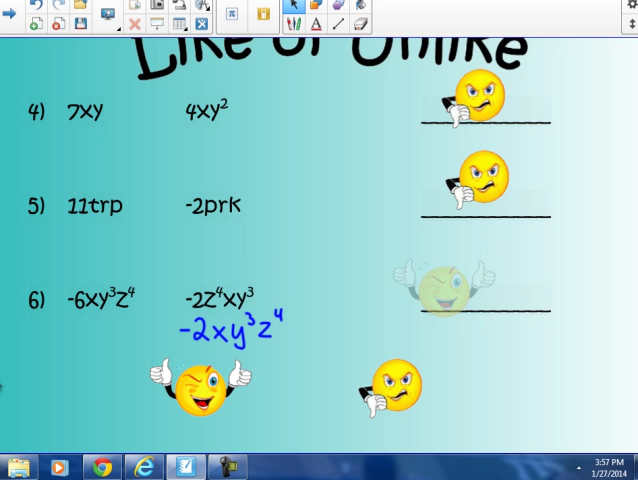 Like or Unlike
4) 7xy 4xy²
5) 11trp -2prk
6) -6xy³z⁴ -2z⁴xy³
-2xy³z⁴
3:57 PM
1/27/2014